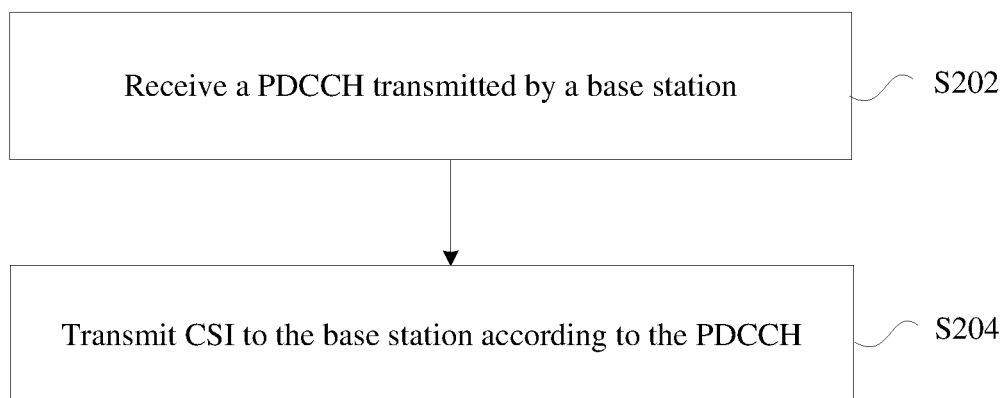 Receive a PDCCH transmitted by a base station
S202
Transmit CSI to the base station according to the PDCCH
S204